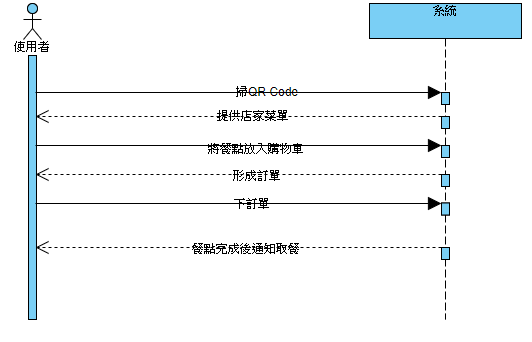 使用者
系統
掃QR Code
提供店家菜單
將餐點放入購物車
形成訂單
下訂單
餐點完成後通知取餐